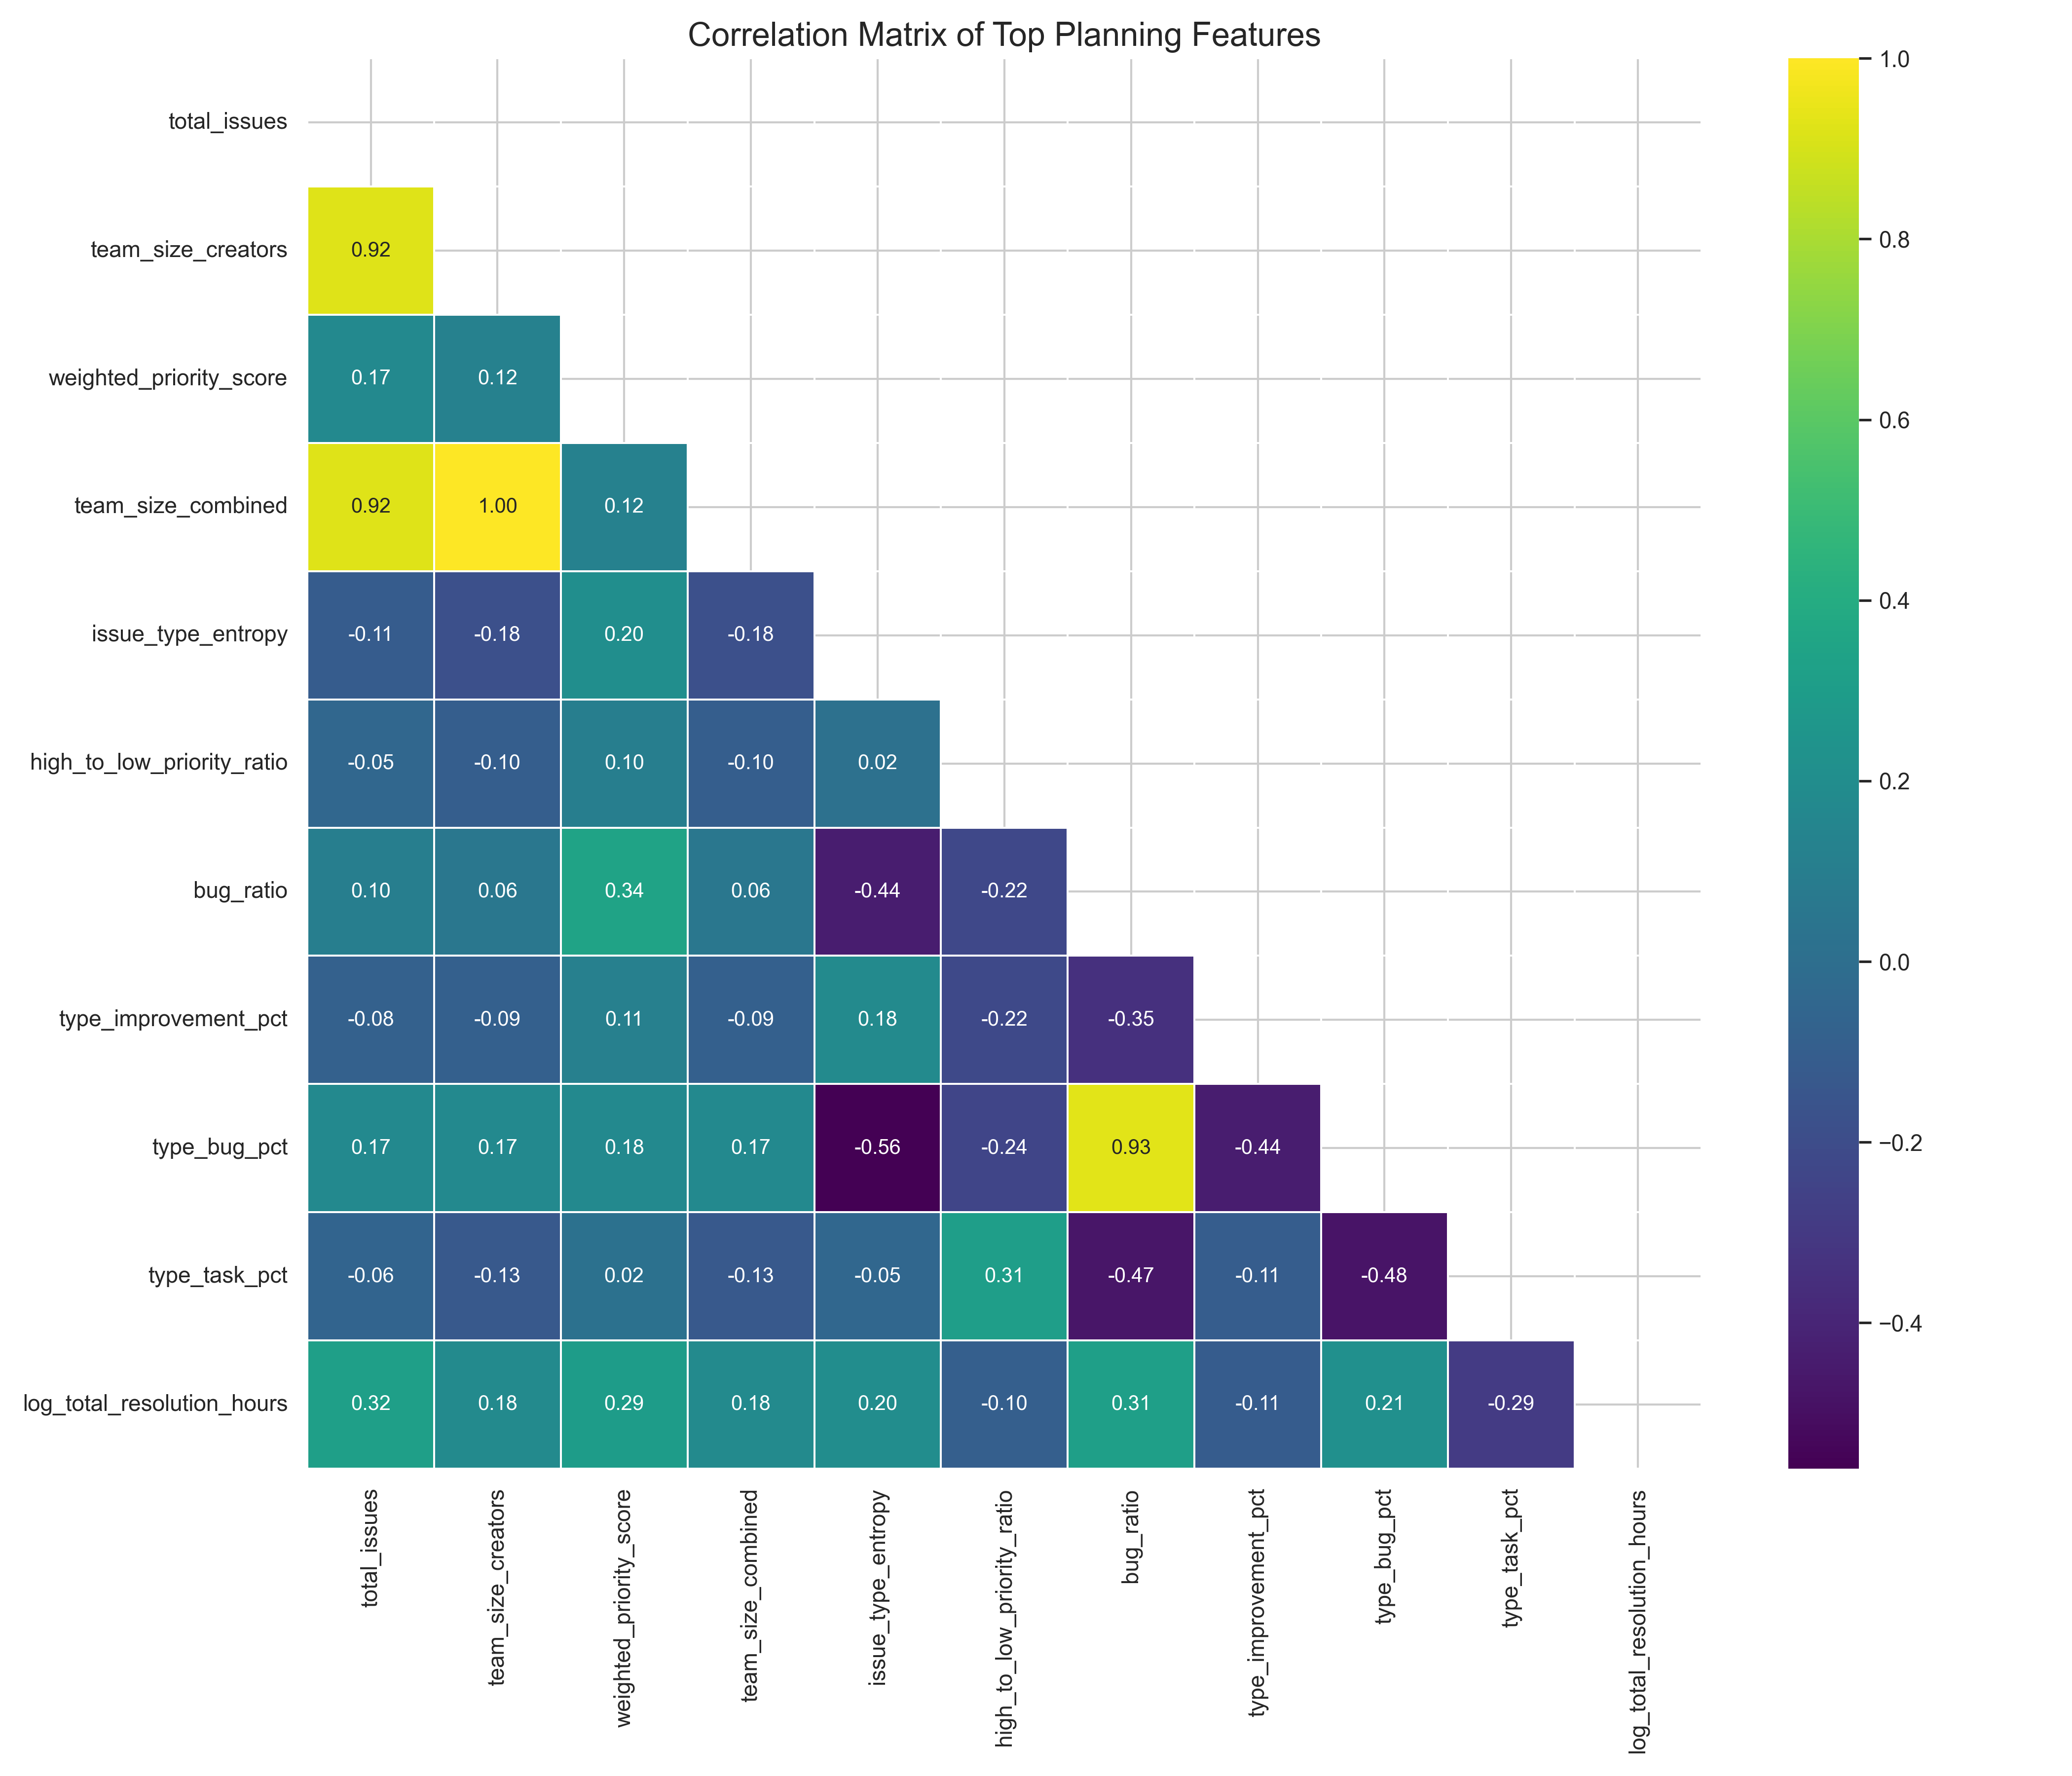 Correlation Matrix of Top Planning Features
total_issues
team_size_creators 0.92
weighted_priority_score 0.17 0.12
team_size_combined 0.92 1.00 0.12
issue_type_entropy -0.11 -0.18 0.20 -0.18
high_to_low_priority_ratio -0.05 -0.10 0.10 -0.10 0.02
bug_ratio 0.10 0.06 0.34 0.06 -0.44 -0.22
type_improvement_pct -0.08 -0.09 0.11 -0.09 0.18 -0.22 -0.35
type_bug_pct 0.17 0.17 0.18 0.17 -0.56 -0.24 0.93 -0.44
type_task_pct -0.06 -0.13 0.02 -0.13 -0.05 0.31 -0.47 -0.11 -0.48
log_total_resolution_hours 0.32 0.18 0.29 0.18 0.20 -0.10 0.31 -0.11 0.21 -0.29
total_issues
team_size_creators
weighted_priority_score
team_size_combined
issue_type_entropy
high_to_low_priority_ratio
bug_ratio
type_improvement_pct
type_bug_pct
type_task_pct
log_total_resolution_hours
1.0
0.8
0.6
0.4
0.2
0.0
−0.2
−0.4